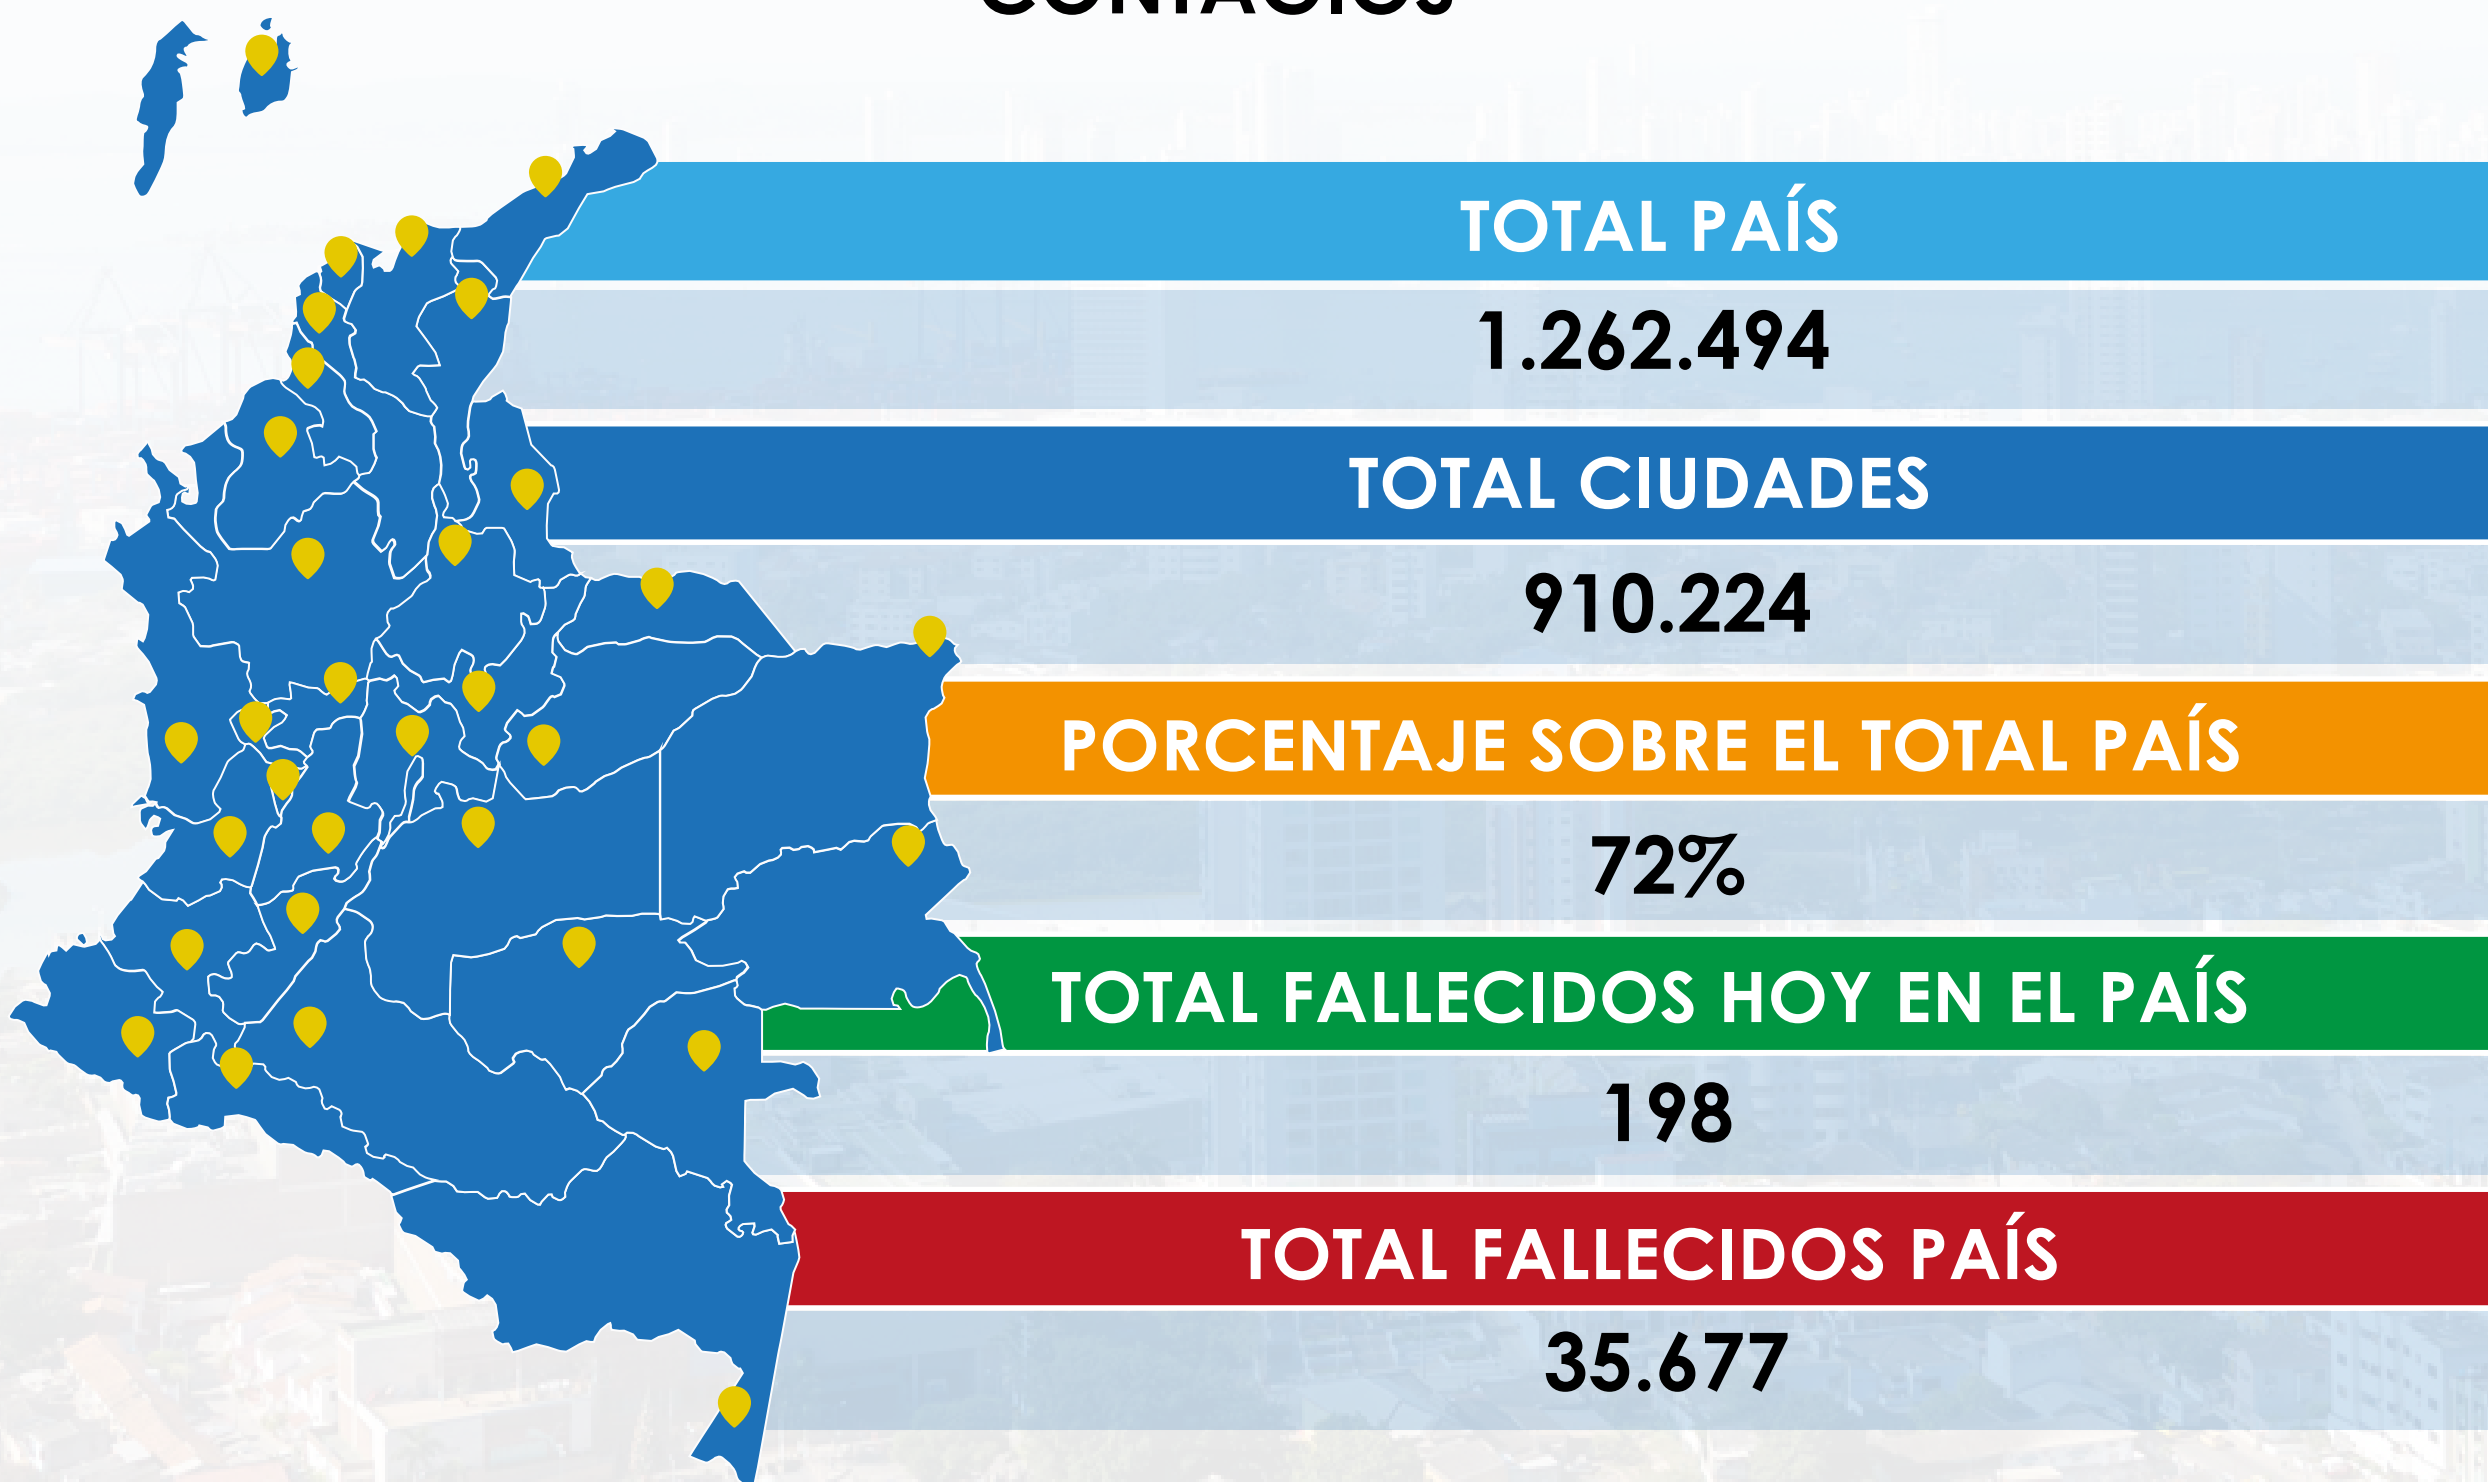 CONTAGIOS
TOTAL PAÍS
1.262.494
TOTAL CIUDADES
910.224
PORCENTAJE SOBRE EL TOTAL PAÍS
72%
TOTAL FALLECIDOS HOY EN EL PAÍS
198
TOTAL FALLECIDOS PAÍS
35.677